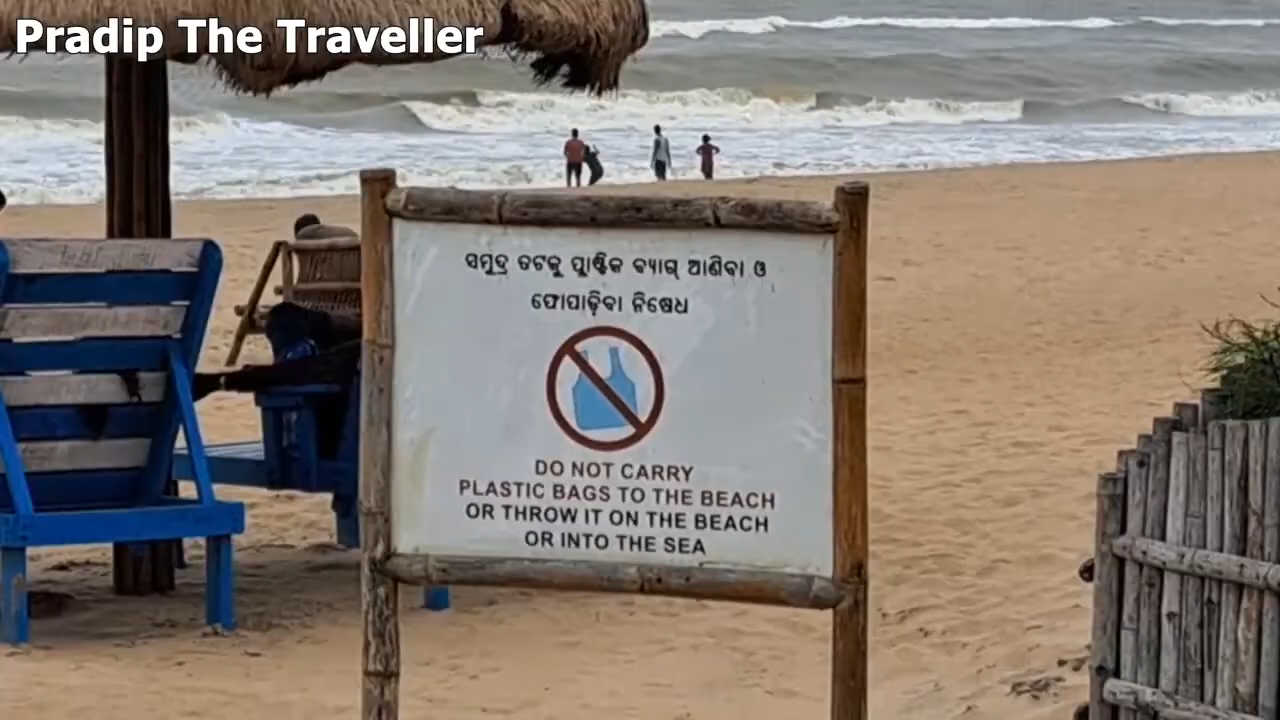 Pradip The Traveller
ସମୁଦ୍ର ତଟକୁ ପ୍ଲାଷ୍ଟିକ ବ୍ୟାଗ୍ ଆଣିବା ଓ
ଫୋପାଡ଼ିବା ନିଷେଧ
DO NOT CARRY
PLASTIC BAGS TO THE BEACH
OR THROW IT ON THE BEACH
OR INTO THE SEA